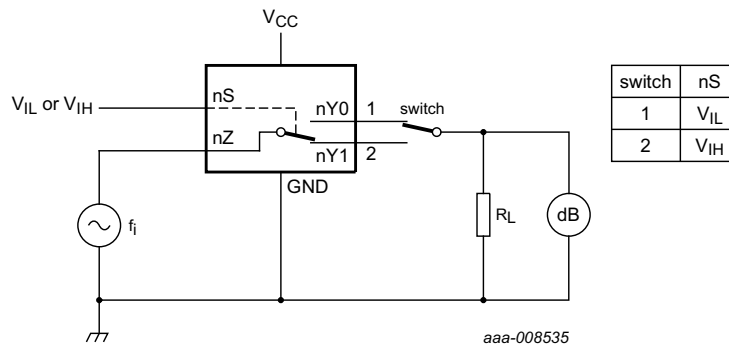 VCC
VIL or VIH
nS
nZ
nY0
nY1
GND
1
2
switch
fi
RL
dB
switch nS
1 VIL
2 VIH
aaa-008535